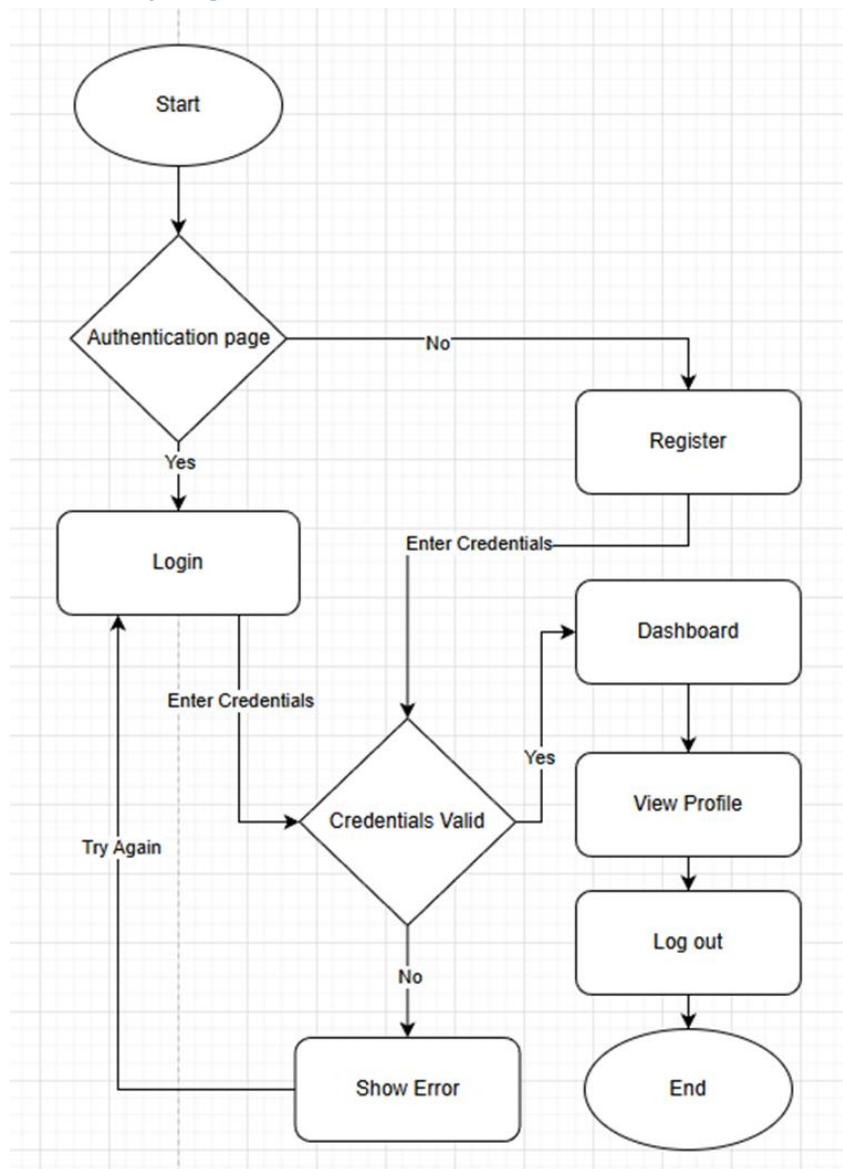 Start
Authentication page
No
Register
Yes
Login
Enter Credentials
Dashboard
Enter Credentials
Yes
View Profile
Credentials Valid
Try Again
Log out
No
Show Error
End